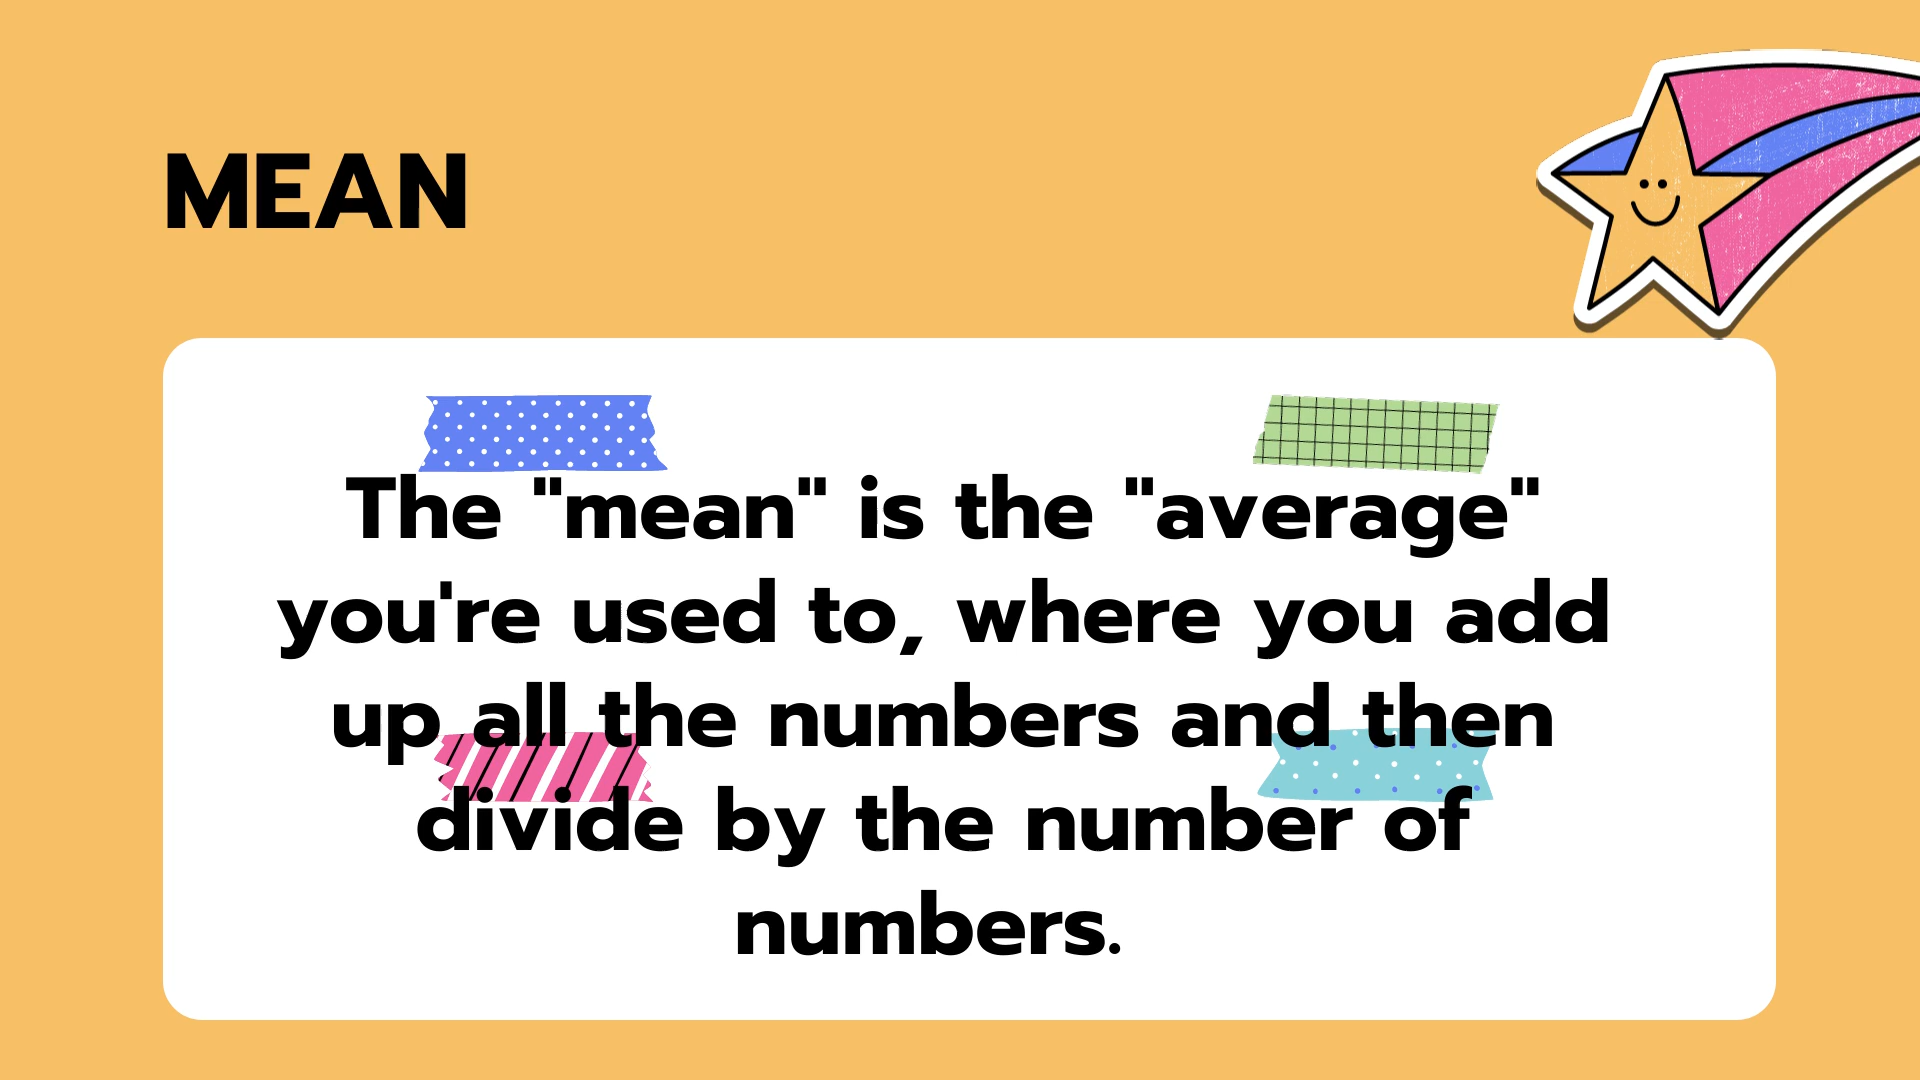 MEAN
The "mean" is the "average"
you're used to, where you add
up all the numbers and then
divide by the number of
numbers.